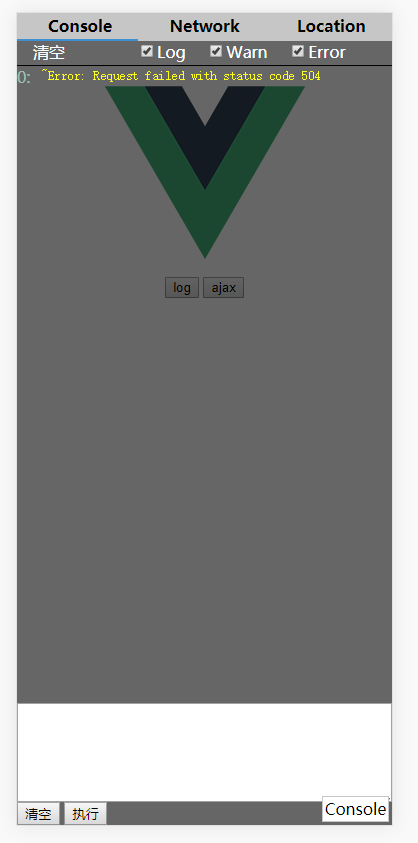 Console Network Location
清空 Log Warn Error
0: ~Error: Request failed with status code 504
log ajax
清空 执行 Console